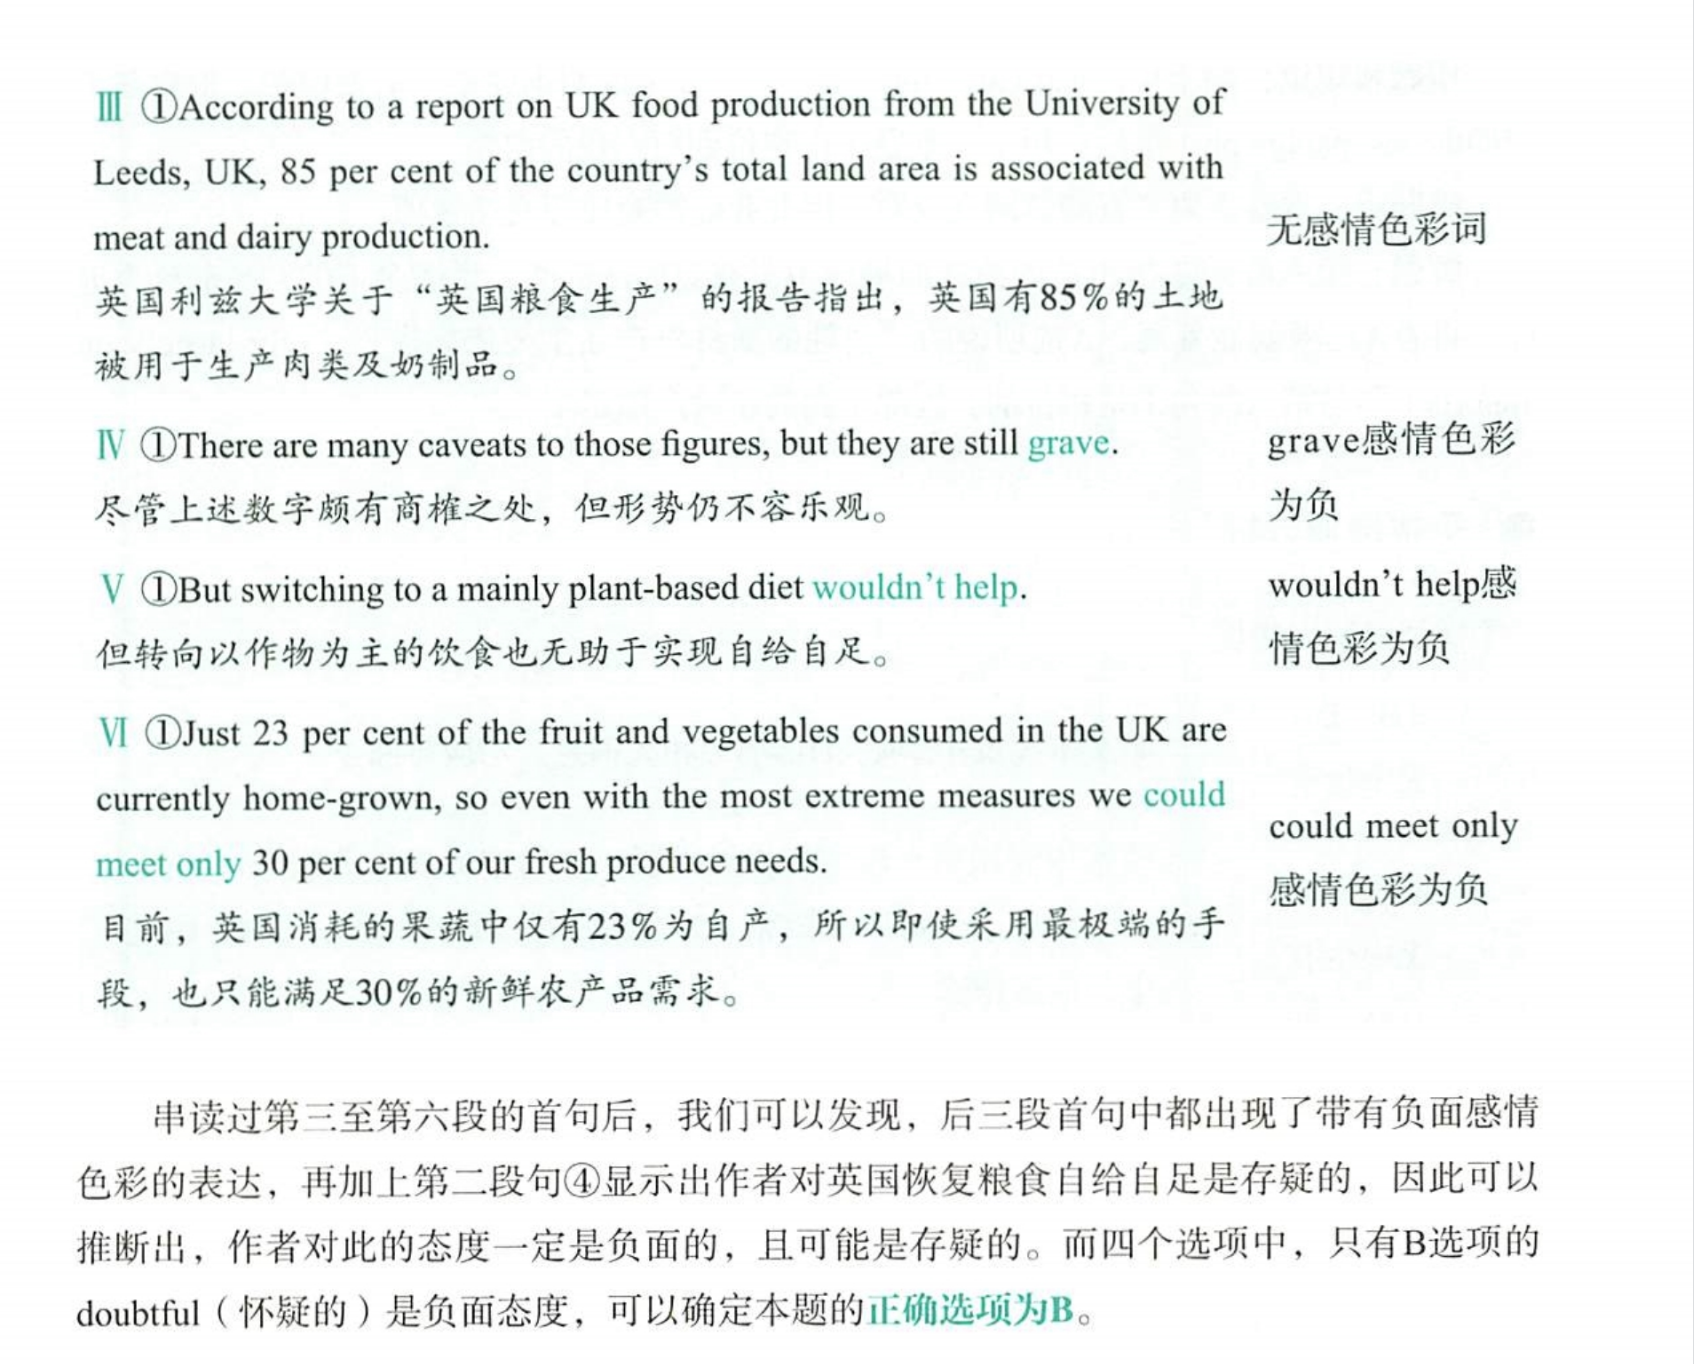 Ⅲ ①According to a report on UK food production from the University of
Leeds, UK, 85 per cent of the country's total land area is associated with
meat and dairy production.
无感情色彩词
英国利兹大学关于“英国粮食生产”的报告指出，英国有85%的土地
被用于生产肉类及奶制品。
Ⅳ ①There are many caveats to those figures, but they are still grave.
grave感情色彩
为负
尽管上述数字颇有商榷之处，但形势仍不容乐观。
Ⅴ ①But switching to a mainly plant-based diet wouldn't help.
wouldn't help感
情色彩为负
但转向以作物为主的饮食也无助于实现自给自足。
Ⅵ ①Just 23 per cent of the fruit and vegetables consumed in the UK are
currently home-grown, so even with the most extreme measures we could
meet only 30 per cent of our fresh produce needs.
could meet only
感情色彩为负
目前，英国消耗的果蔬中仅有23%为自产，所以即使采用最极端的手
段，也只能满足30%的新鲜农产品需求。
串读过第三至第六段的首句后，我们可以发现，后三段首句中都出现了带有负面感情
色彩的表达，再加上第二段句④显示出作者对英国恢复粮食自给自足是存疑的，因此可以
推断出，作者对此的态度一定是负面的，且可能是存疑的。而四个选项中，只有B选项的
doubtful（怀疑的）是负面态度，可以确定本题的正确选项为B。